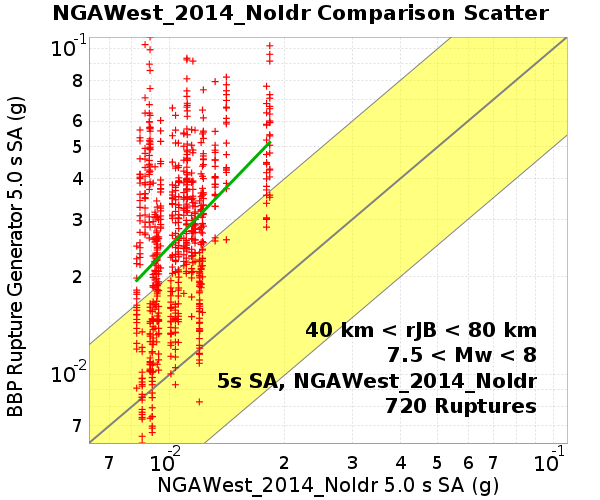 NGAWest_2014_NoIdr Comparison Scatter
BBP Rupture Generator 5.0 s SA (g)
10-1
8
6
5
4
3
2
10-2
7
40 km < rJB < 80 km
7.5 < Mw < 8
5s SA, NGAWest_2014_NoIdr
720 Ruptures
7 10-2 2 3 4 5 6 7 8 10-1
NGAWest_2014_NoIdr 5.0 s SA (g)